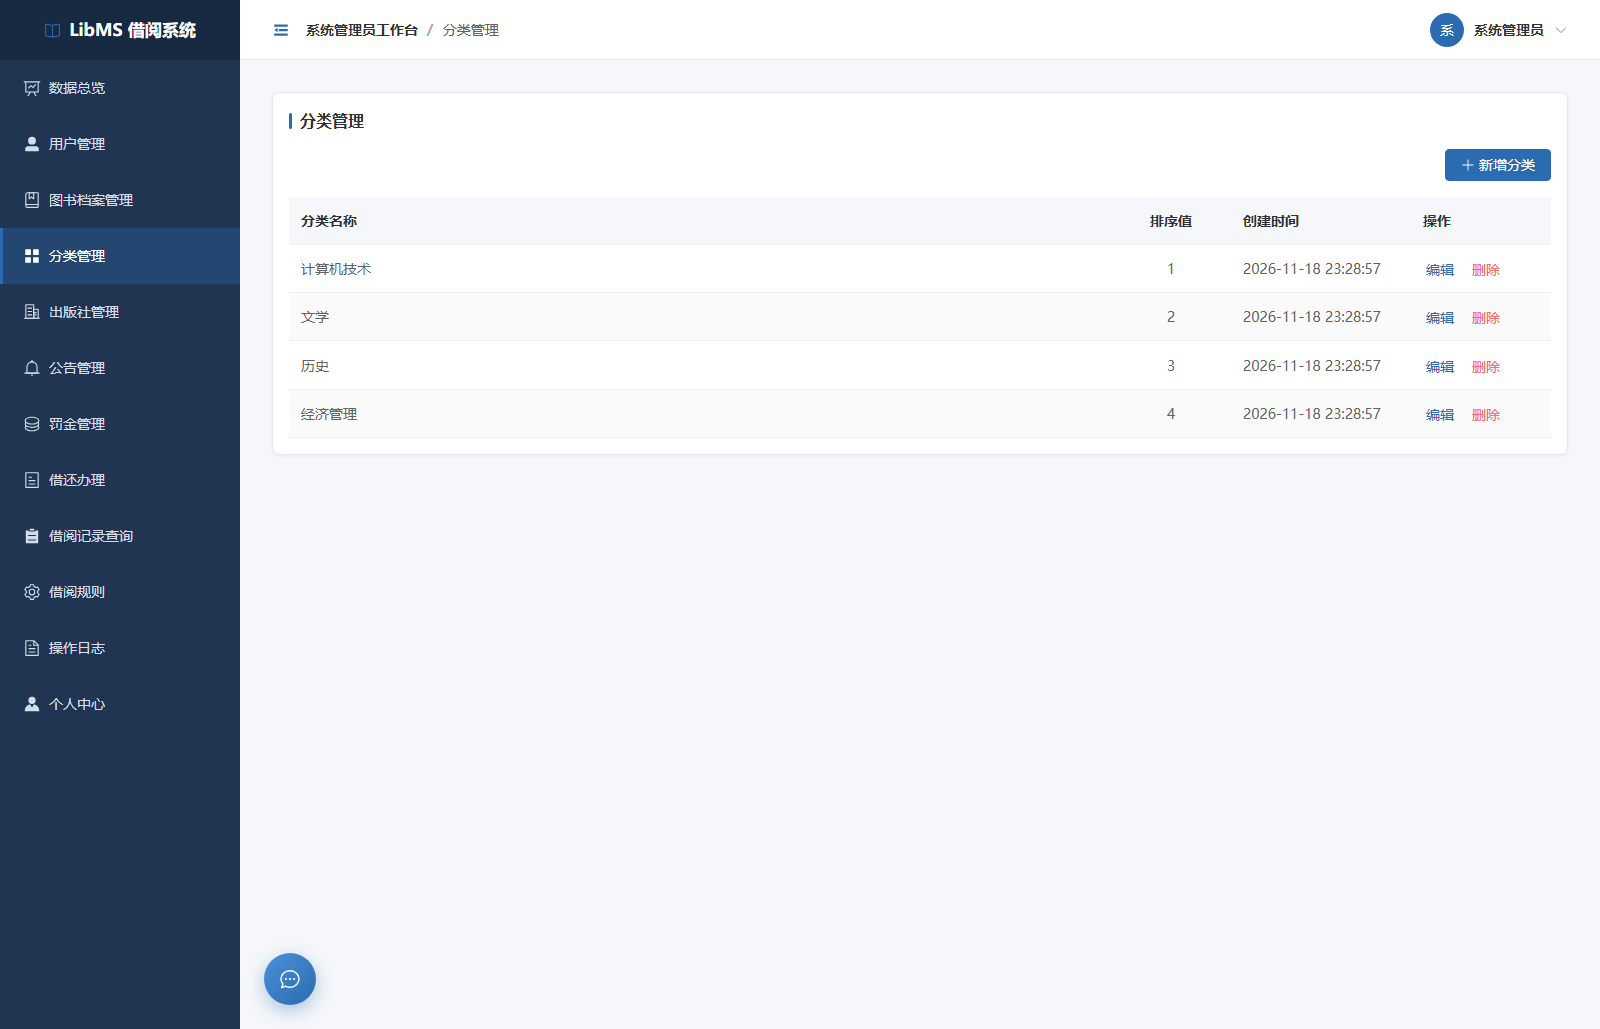 LibMS 借阅系统
系统管理员工作台 / 分类管理
系 系统管理员
数据总览
用户管理
图书档案管理
分类管理
出版社管理
公告管理
罚金管理
借还办理
借阅记录查询
借阅规则
操作日志
个人中心
分类管理
新增分类
分类名称 排序值 创建时间 操作
计算机技术 1 2026-11-18 23:28:57 编辑 删除
文学 2 2026-11-18 23:28:57 编辑 删除
历史 3 2026-11-18 23:28:57 编辑 删除
经济管理 4 2026-11-18 23:28:57 编辑 删除